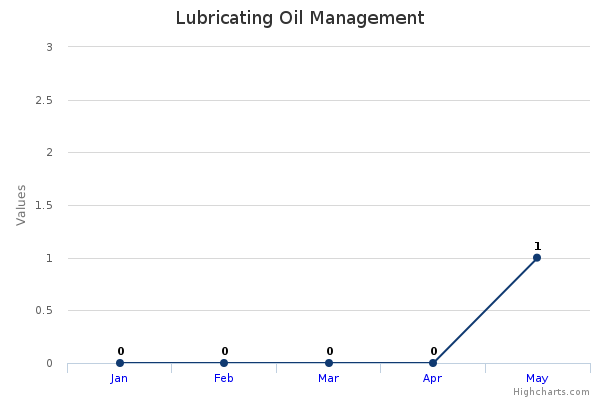 Lubricating Oil Management
Values
3
2.5
2
1.5
1
0.5
0
0
0
0
0
1
Jan
Feb
Mar
Apr
May
Highcharts.com